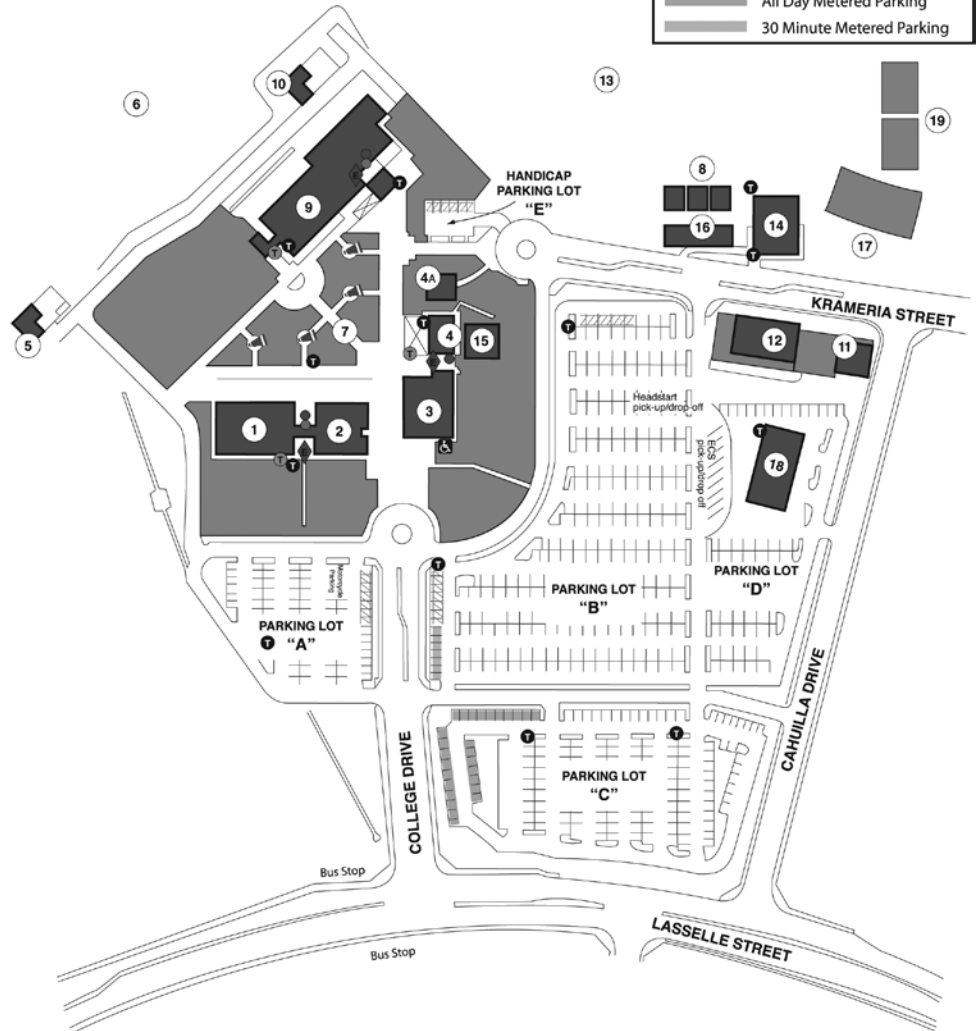 All Day Metered Parking
30 Minute Metered Parking
10
13
6
19
8
HANDICAP
PARKING LOT
"E"
E
T
T
9
16
14
17
T
T
T
4A
KRAMERIA STREET
5
7
T
4
15
T
12
11
T
T
E
Headstart
pick-up/drop-off
3
1
2
T
ECS
pick-up/drop off
18
E
T
T
T
Motorcycle
Parking
PARKING LOT
"D"
PARKING LOT
"B"
PARKING LOT
"A"
T
CAHUILLA DRIVE
T
T
COLLEGE DRIVE
PARKING LOT
"C"
Bus Stop
LASSELLE STREET
Bus Stop